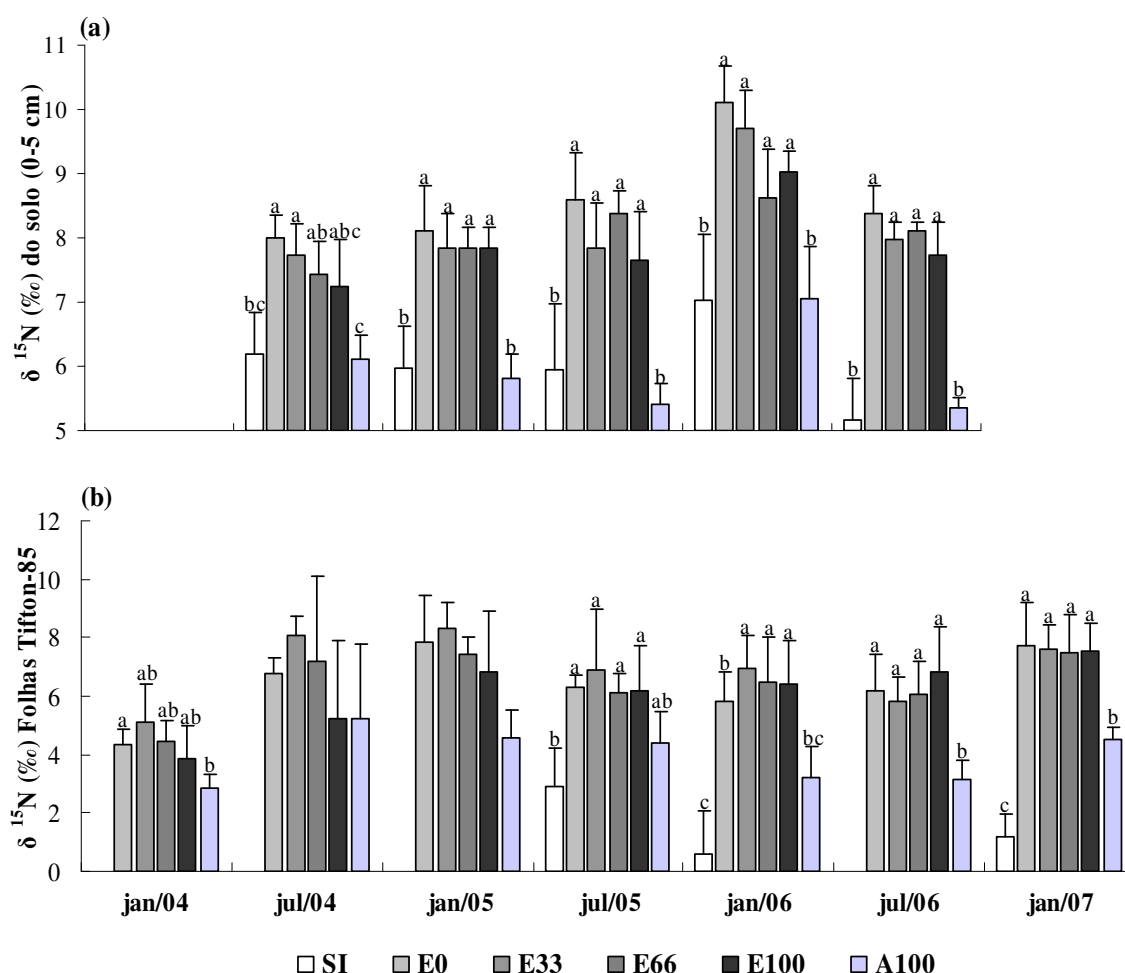 (a)
δ 15N (‰) do solo (0-5 cm)
11
10
9
8
7
6
5
bc a a ab abc c
b a a a a b
b a a a a b
b a a a a b
b a a a a b
(b)
δ 15N (‰) Folhas Tifton-85
12
10
8
6
4
2
0
a ab ab ab b
b a a a a ab
c b a a a bc
a a a a b
c a a a a b
jan/04 jul/04 jan/05 jul/05 jan/06 jul/06 jan/07
SI E0 E33 E66 E100 A100